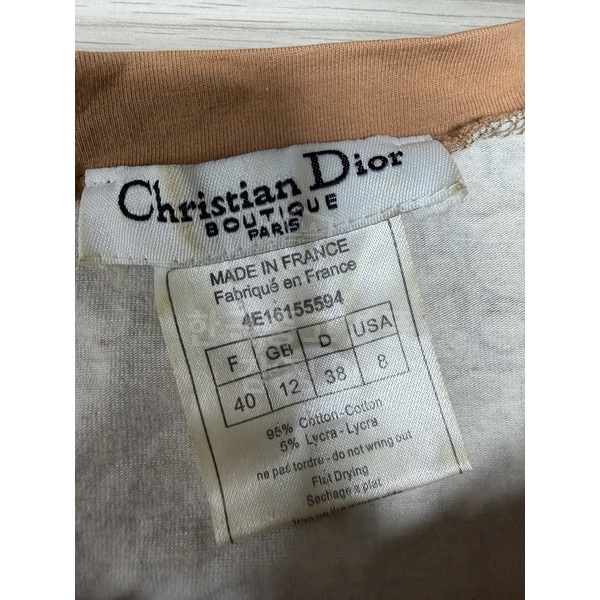 Christian Dior
BOUTIQUE
PARIS
MADE IN FRANCE
Fabriqué en France
4E16155594
F GB D USA
40 12 38 8
95% Cotton-Cotton
5% Lycra-Lycra
ne pas tordre - do not wring out
Flat Drying
Sechage a plat